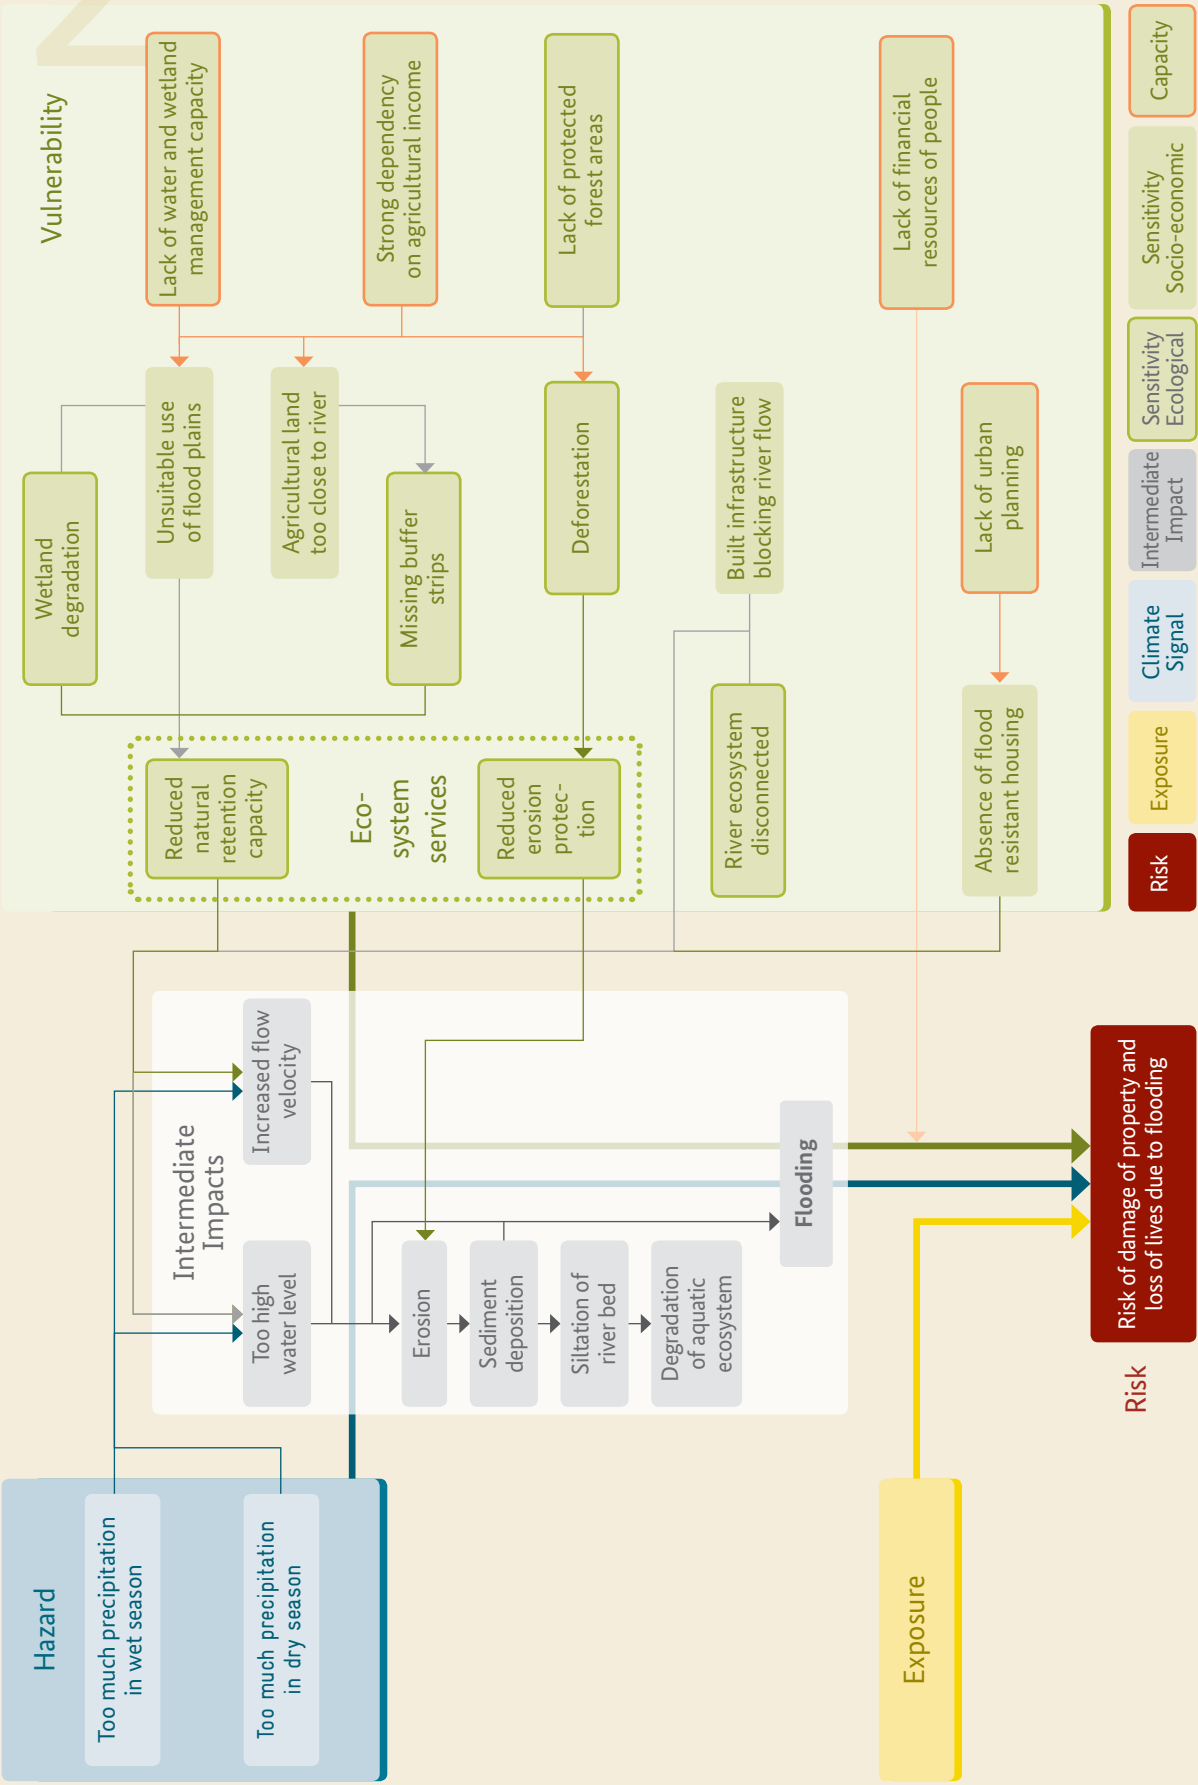 Hazard
Too much precipitation
in wet season
Too much precipitation
in dry season
Intermediate
Impacts
Too high
water level
Increased flow
velocity
Erosion
Sediment
deposition
Siltation of
river bed
Degradation
of aquatic
ecosystem
Flooding
Vulnerability
Wetland
degradation
Lack of water and wetland
management capacity
Unsuitable use
of flood plains
Reduced
natural
retention
capacity
Agricultural land
too close to river
Strong dependency
on agricultural income
Eco-
system
services
Missing buffer
strips
Reduced
erosion
protec-
tion
Deforestation
Lack of protected
forest areas
River ecosystem
disconnected
Built infrastructure
blocking river flow
Lack of financial
resources of people
Absence of flood
resistant housing
Lack of urban
planning
Exposure
Risk
Risk of damage of property and
loss of lives due to flooding
Risk
Exposure
Climate
Signal
Intermediate
Impact
Sensitivity
Ecological
Sensitivity
Socio-economic
Capacity